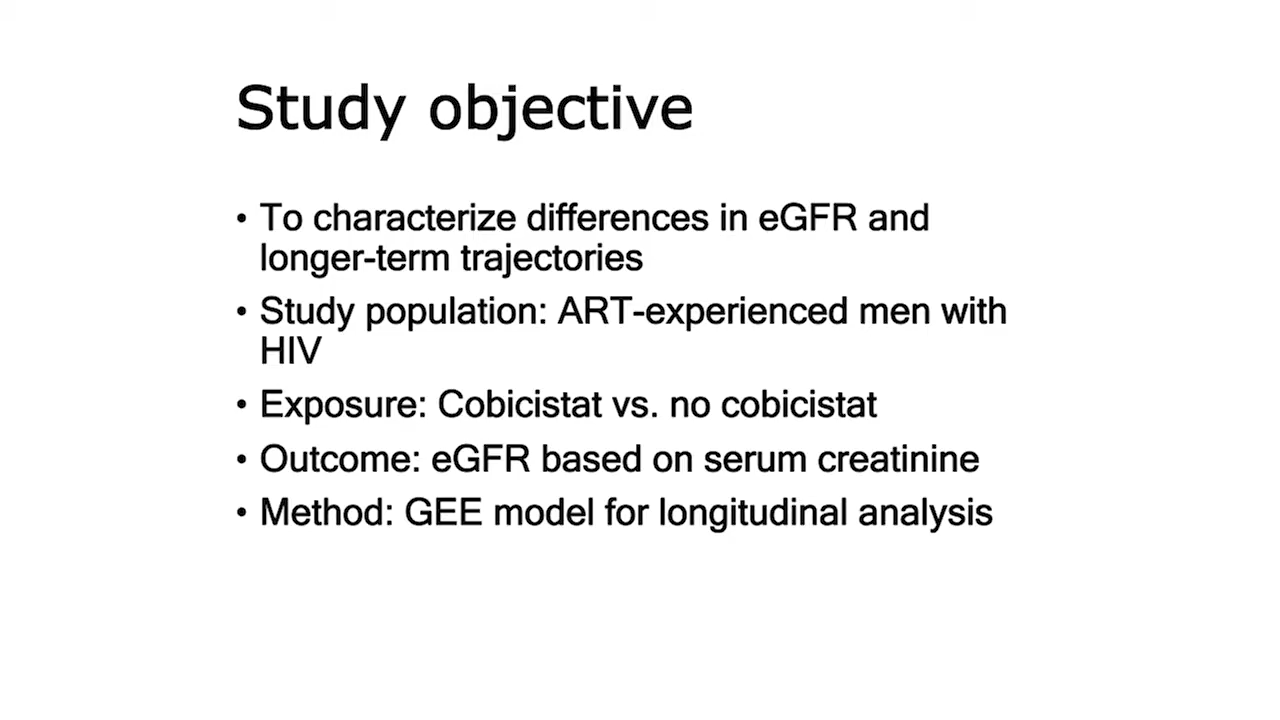 Study objective
• To characterize differences in eGFR and
longer-term trajectories
• Study population: ART-experienced men with
HIV
• Exposure: Cobicistat vs. no cobicistat
• Outcome: eGFR based on serum creatinine
• Method: GEE model for longitudinal analysis